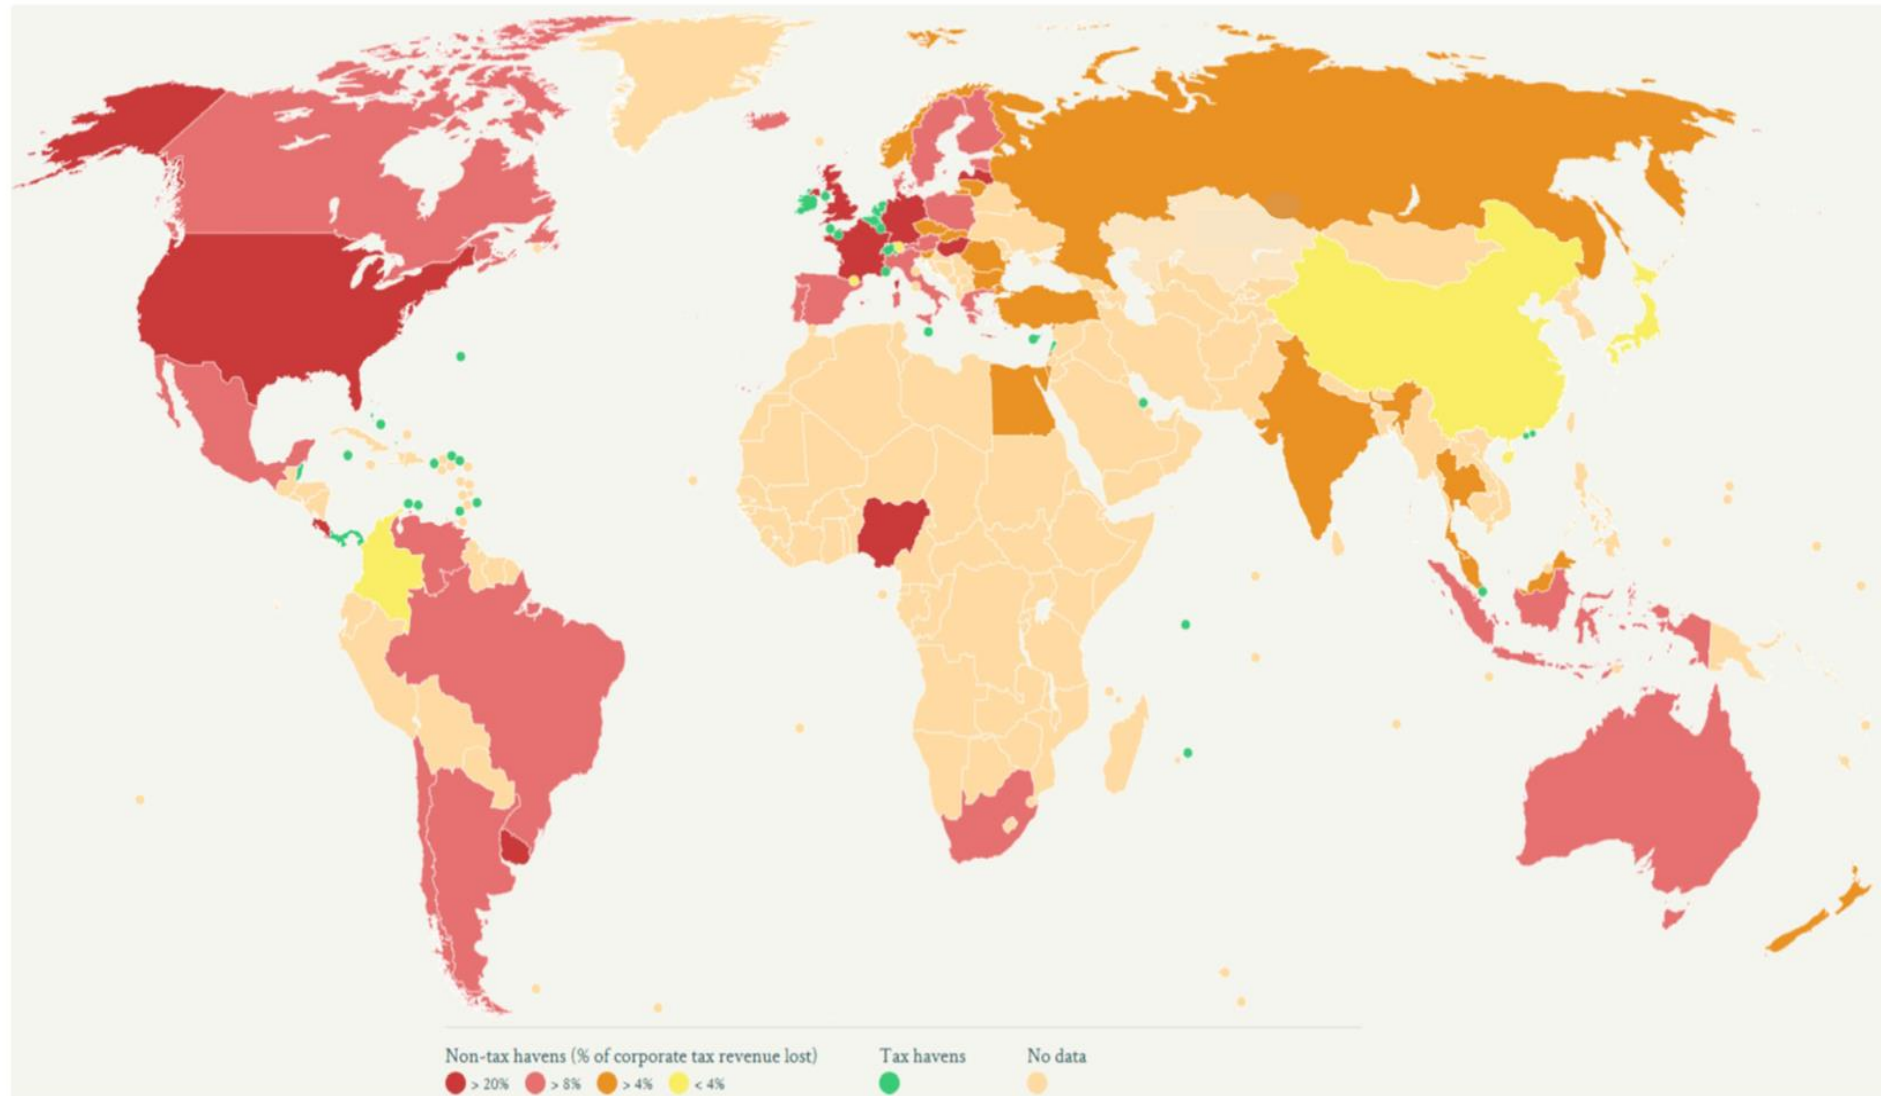 Non-tax havens (% of corporate tax revenue lost) Tax havens No data
> 20% > 8% > 4% < 4%